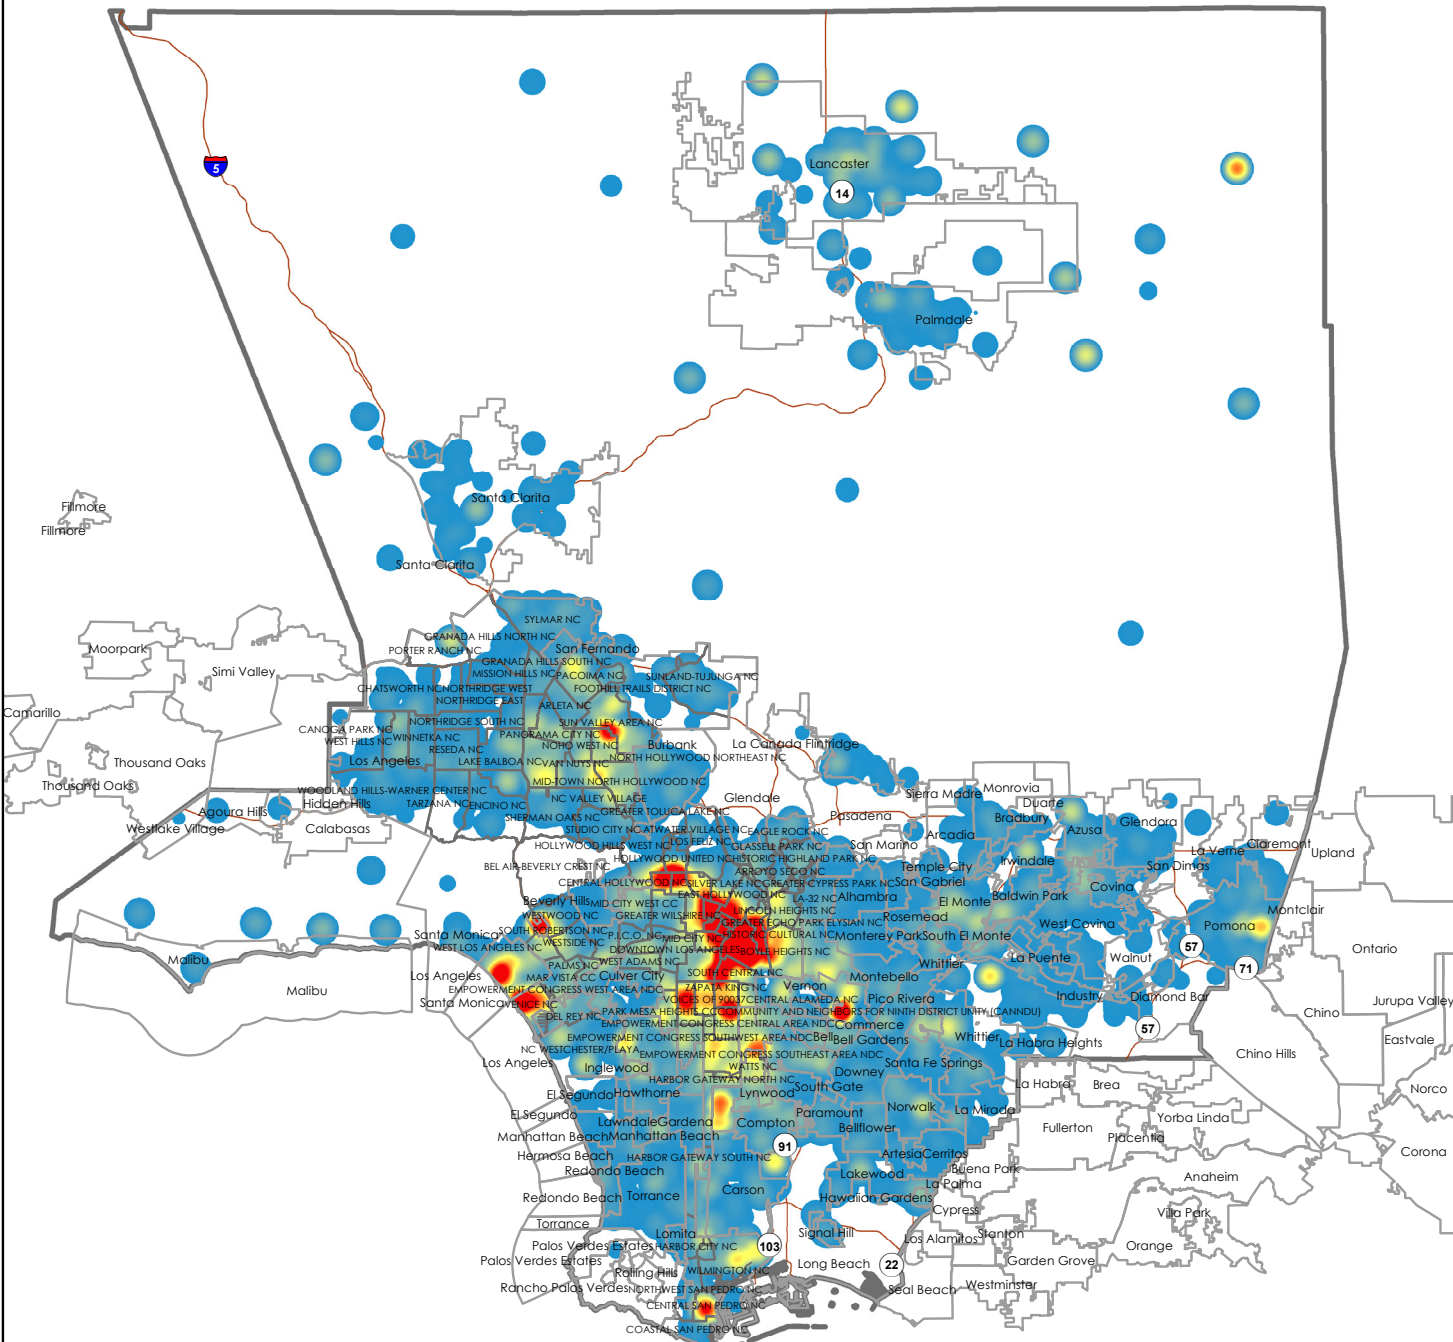 Lancaster
14
5
Palmdale
Santa Clarita
Fillmore
Fillmore
Santa Clarita
SYLMAR NC
GRANADA HILLS NORTH NC
Moorpark
PORTER RANCH NC
San Fernando
GRANADA HILLS SOUTH NC
Simi Valley
MISSION HILLS NC
PACOIMA NC
SUNLAND-TUJUNGA NC
CHATSWORTH NC
NORTHRIDGE WEST
FOOTHILL TRAILS DISTRICT NC
NORTHRIDGE EAST
ARLETA NC
Camarillo
NORTHRIDGE SOUTH NC
SUN VALLEY AREA NC
CANOGA PARK NC
WINNETKA NC
PANORAMA CITY NC
WEST HILLS NC
NOHO WEST NC
Burbank
La Canada Flintridge
RESEDA NC
NORTH HOLLYWOOD NORTHEAST NC
Thousand Oaks
Los Angeles
LAKE BALBOA NC
VAN NUYS NC
Thousand Oaks
MID-TOWN NORTH HOLLYWOOD NC
WOODLAND HILLS-WARNER CENTER NC
Monrovia
Hidden Hills
TARZANA NC
ENCINO NC
NC VALLEY VILLAGE
Glendale
Sierra Madre
Duarte
Agoura Hills
GREATER TOLUCA LAKE NC
Pasadena
Bradbury
SHERMAN OAKS NC
Glendora
Westlake Village
Calabasas
STUDIO CITY NC
ATWATER VILLAGE NC
EAGLE ROCK NC
Arcadia
Azusa
HOLLYWOOD HILLS WEST NC
LOS FELIZ NC
GLASSELL PARK NC
San Marino
Claremont
La Verne
Upland
HOLLYWOOD UNITED NC
HISTORIC HIGHLAND PARK NC
Irwindale
BEL AIR-BEVERLY CREST NC
ARROYO SECO NC
Temple City
San Dimas
CENTRAL HOLLYWOOD NC
SILVER LAKE NC
GREATER CYPRESS PARK NC
San Gabriel
Covina
EAST HOLLYWOOD NC
LA-32 NC
Alhambra
Baldwin Park
Beverly Hills
MID CITY WEST CC
El Monte
WESTWOOD NC
GREATER WILSHIRE NC
LINCOLN HEIGHTS NC
Rosemead
Montclair
SOUTH ROBERTSON NC
GREATER ECHO PARK ELYSIAN NC
West Covina
Pomona
Santa Monica
P.I.C.O. NC
MID CITY NC
HISTORIC CULTURAL NC
Monterey Park
South El Monte
WEST LOS ANGELES NC
WESTSIDE NC
DOWNTOWN LOS ANGELES
BOYLE HEIGHTS NC
57
Ontario
Malibu
PALMS NC
WEST ADAMS NC
Whittier
La Puente
Walnut
71
Los Angeles
MAR VISTA CC
Culver City
SOUTH CENTRAL NC
Montebello
Malibu
EMPOWERMENT CONGRESS WEST AREA NDC
ZAPATA KING NC
Vernon
Industry
Diamond Bar
Santa Monica
VENICE NC
VOICES OF 90037
CENTRAL ALAMEDA NC
Pico Rivera
Jurupa Valley
DEL REY NC
PARK MESA HEIGHTS CC
COMMUNITY AND NEIGHBORS FOR NINTH DISTRICT UNITY (CANNDU)
Chino
EMPOWERMENT CONGRESS CENTRAL AREA NDC
Commerce
57
EMPOWERMENT CONGRESS SOUTHWEST AREA NDC
Bell
Bell Gardens
Whittier
La Habra Heights
Eastvale
NC WESTCHESTER/PLAYA
EMPOWERMENT CONGRESS SOUTHEAST AREA NDC
Chino Hills
Los Angeles
Inglewood
WATTS NC
Downey
Santa Fe Springs
HARBOR GATEWAY NORTH NC
South Gate
La Habra
Brea
Norco
El Segundo
Hawthorne
Lynwood
El Segundo
Paramount
Norwalk
La Mirada
Yorba Linda
Lawndale
Gardena
Compton
Bellflower
Fullerton
Placentia
Manhattan Beach
Manhattan Beach
91
Hermosa Beach
HARBOR GATEWAY SOUTH NC
Artesia
Cerritos
Corona
Redondo Beach
Lakewood
Buena Park
La Palma
Anaheim
Redondo Beach
Torrance
Carson
Hawaiian Gardens
Cypress
Villa Park
Torrance
Lomita
Signal Hill
Los Alamitos
Stanton
Palos Verdes Estates
HARBOR CITY NC
103
Orange
Palos Verdes Estates
Long Beach
22
Garden Grove
Rolling Hills
WILMINGTON NC
Rancho Palos Verdes
NORTHWEST SAN PEDRO NC
Seal Beach
Westminster
CENTRAL SAN PEDRO NC
COASTAL SAN PEDRO NC